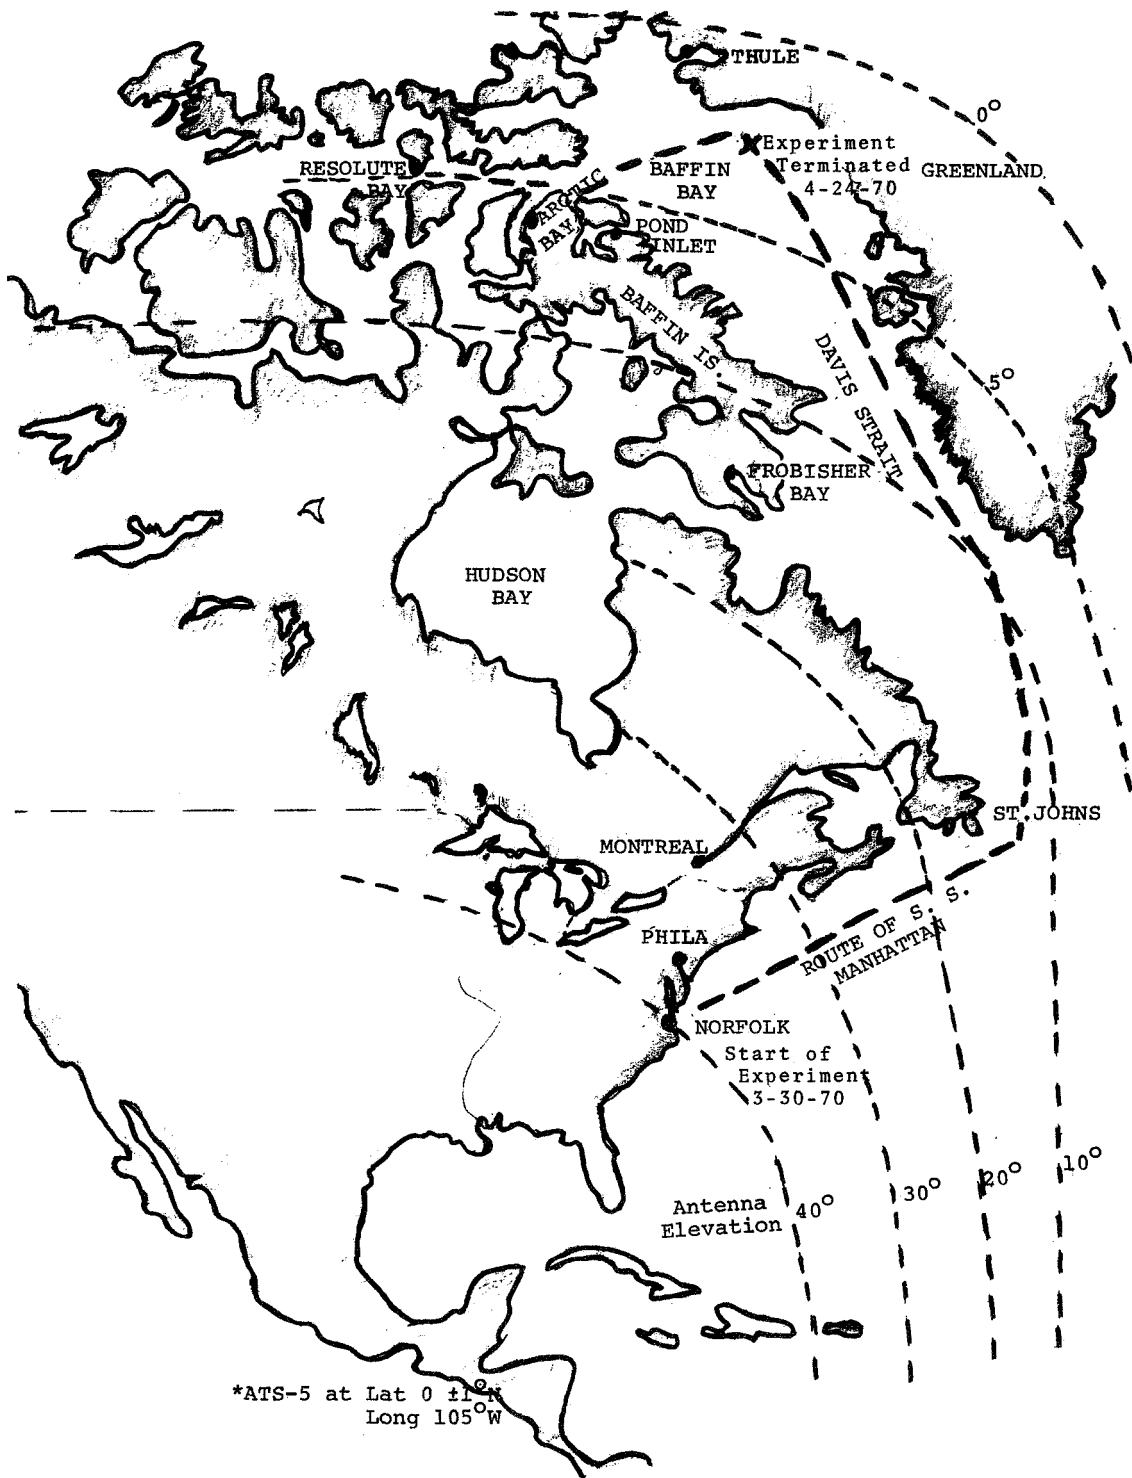 THULE
0°
Experiment
Terminated
4-24-70
GREENLAND
RESOLUTE
BAY
BAFFIN
BAY
ARCTIC
BAY
POND
INLET
BAFFIN IS.
DAVIS STRAIT
5°
FROBISHER
BAY
HUDSON
BAY
ST.JOHNS
MONTREAL
PHILA
ROUTE OF S. S.
MANHATTAN
NORFOLK
Start of
Experiment
3-30-70
Antenna
Elevation
40°
30°
20°
10°
*ATS-5 at Lat 0 ±1°N
Long 105°W